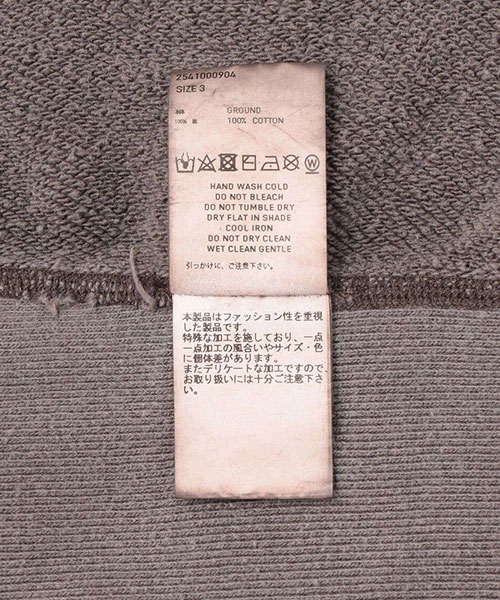 2541000904
SIZE 3
本体 GROUND
100% 綿 100% COTTON
HAND WASH COLD
DO NOT BLEACH
DO NOT TUMBLE DRY
DRY FLAT IN SHADE
COOL IRON
DO NOT DRY CLEAN
WET CLEAN GENTLE
引っかけに、ご注意下さい。
本製品はファッション性を重視
した製品です。
特殊な加工を施しており、一点
一点加工の風合いやサイズ・色
に個体差があります。
またデリケートな加工ですので、
お取り扱いには十分ご注意下さ
い。